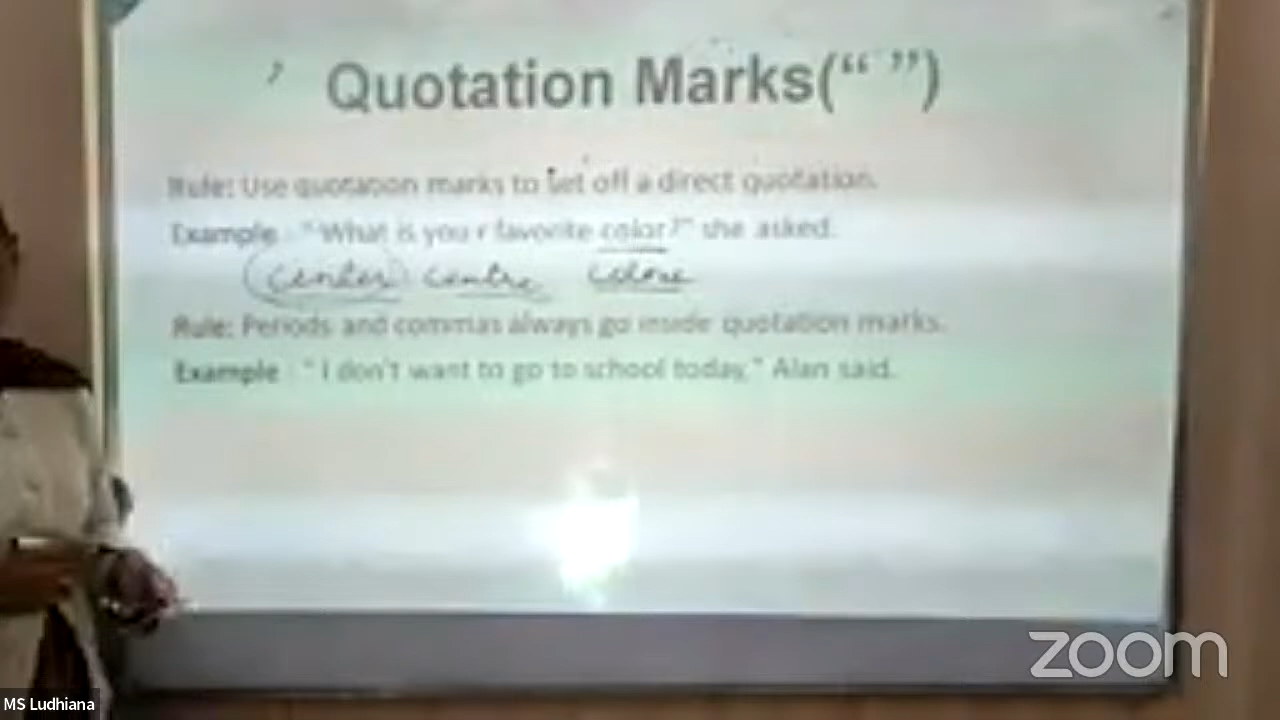 Quotation Marks(“ ”)
Rule: Use quotation marks to set off a direct quotation.
Example : "What is you r favorite color?" she asked.
center centre
Rule: Periods and commas always go inside quotation marks.
Example : " I don't want to go to school today," Alan said.
zoom
MS Ludhiana